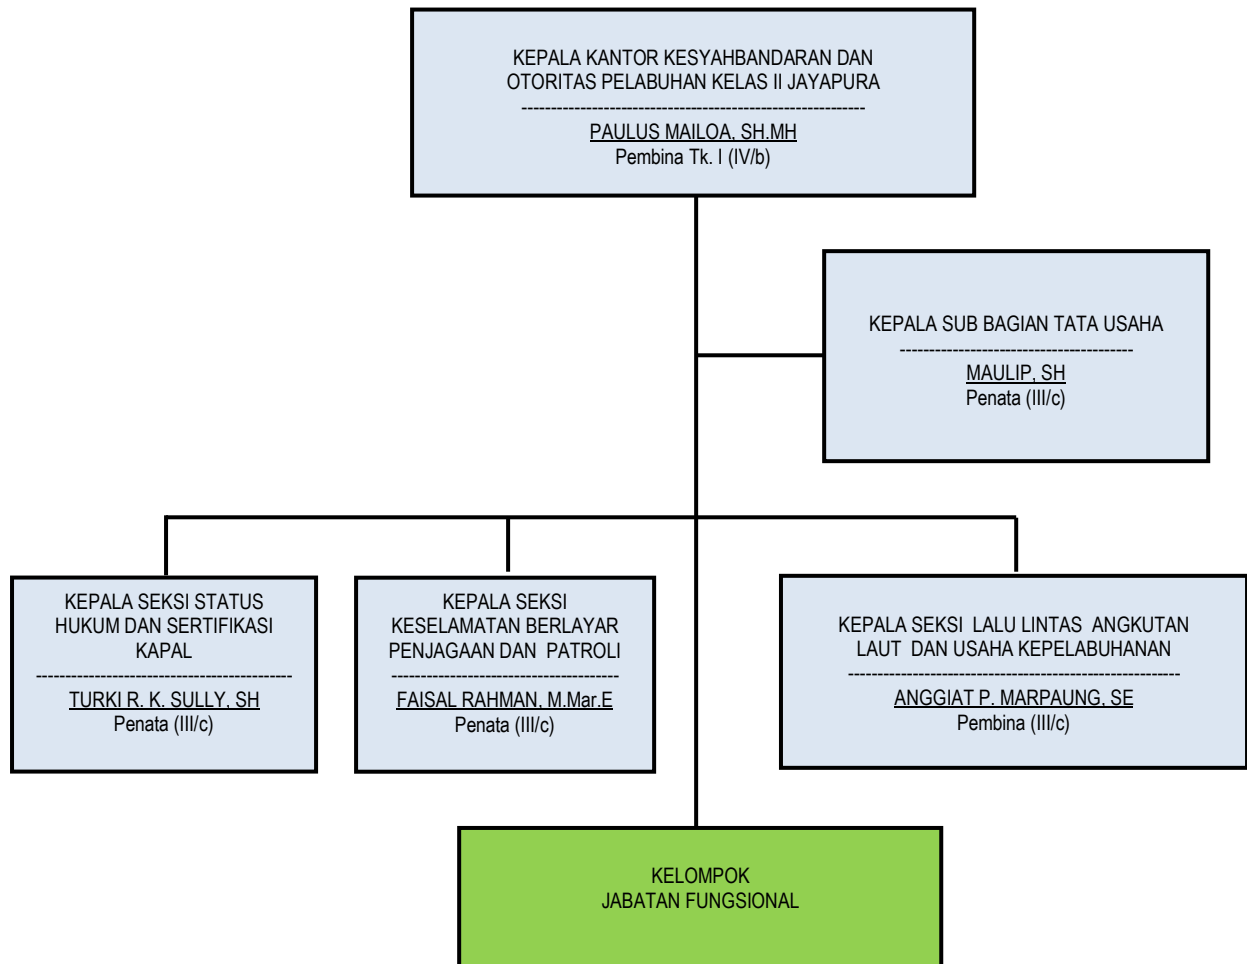 KEPALA KANTOR KESYAHBANDARAN DAN
OTORITAS PELABUHAN KELAS II JAYAPURA
----------------------------------------------------------
PAULUS MAILOA, SH.MH
Pembina Tk. I (IV/b)
KEPALA SUB BAGIAN TATA USAHA
----------------------------------------
MAULIP, SH
Penata (III/c)
KEPALA SEKSI STATUS
HUKUM DAN SERTIFIKASI
KAPAL
--------------------------------------------
TURKI R. K. SULLY, SH
Penata (III/c)
KEPALA SEKSI
KESELAMATAN BERLAYAR
PENJAGAAN DAN PATROLI
---------------------------------------
FAISAL RAHMAN, M.Mar.E
Penata (III/c)
KEPALA SEKSI LALU LINTAS ANGKUTAN
LAUT DAN USAHA KEPELABUHANAN
---------------------------------------------------------
ANGGIAT P. MARPAUNG, SE
Pembina (III/c)
KELOMPOK
JABATAN FUNGSIONAL